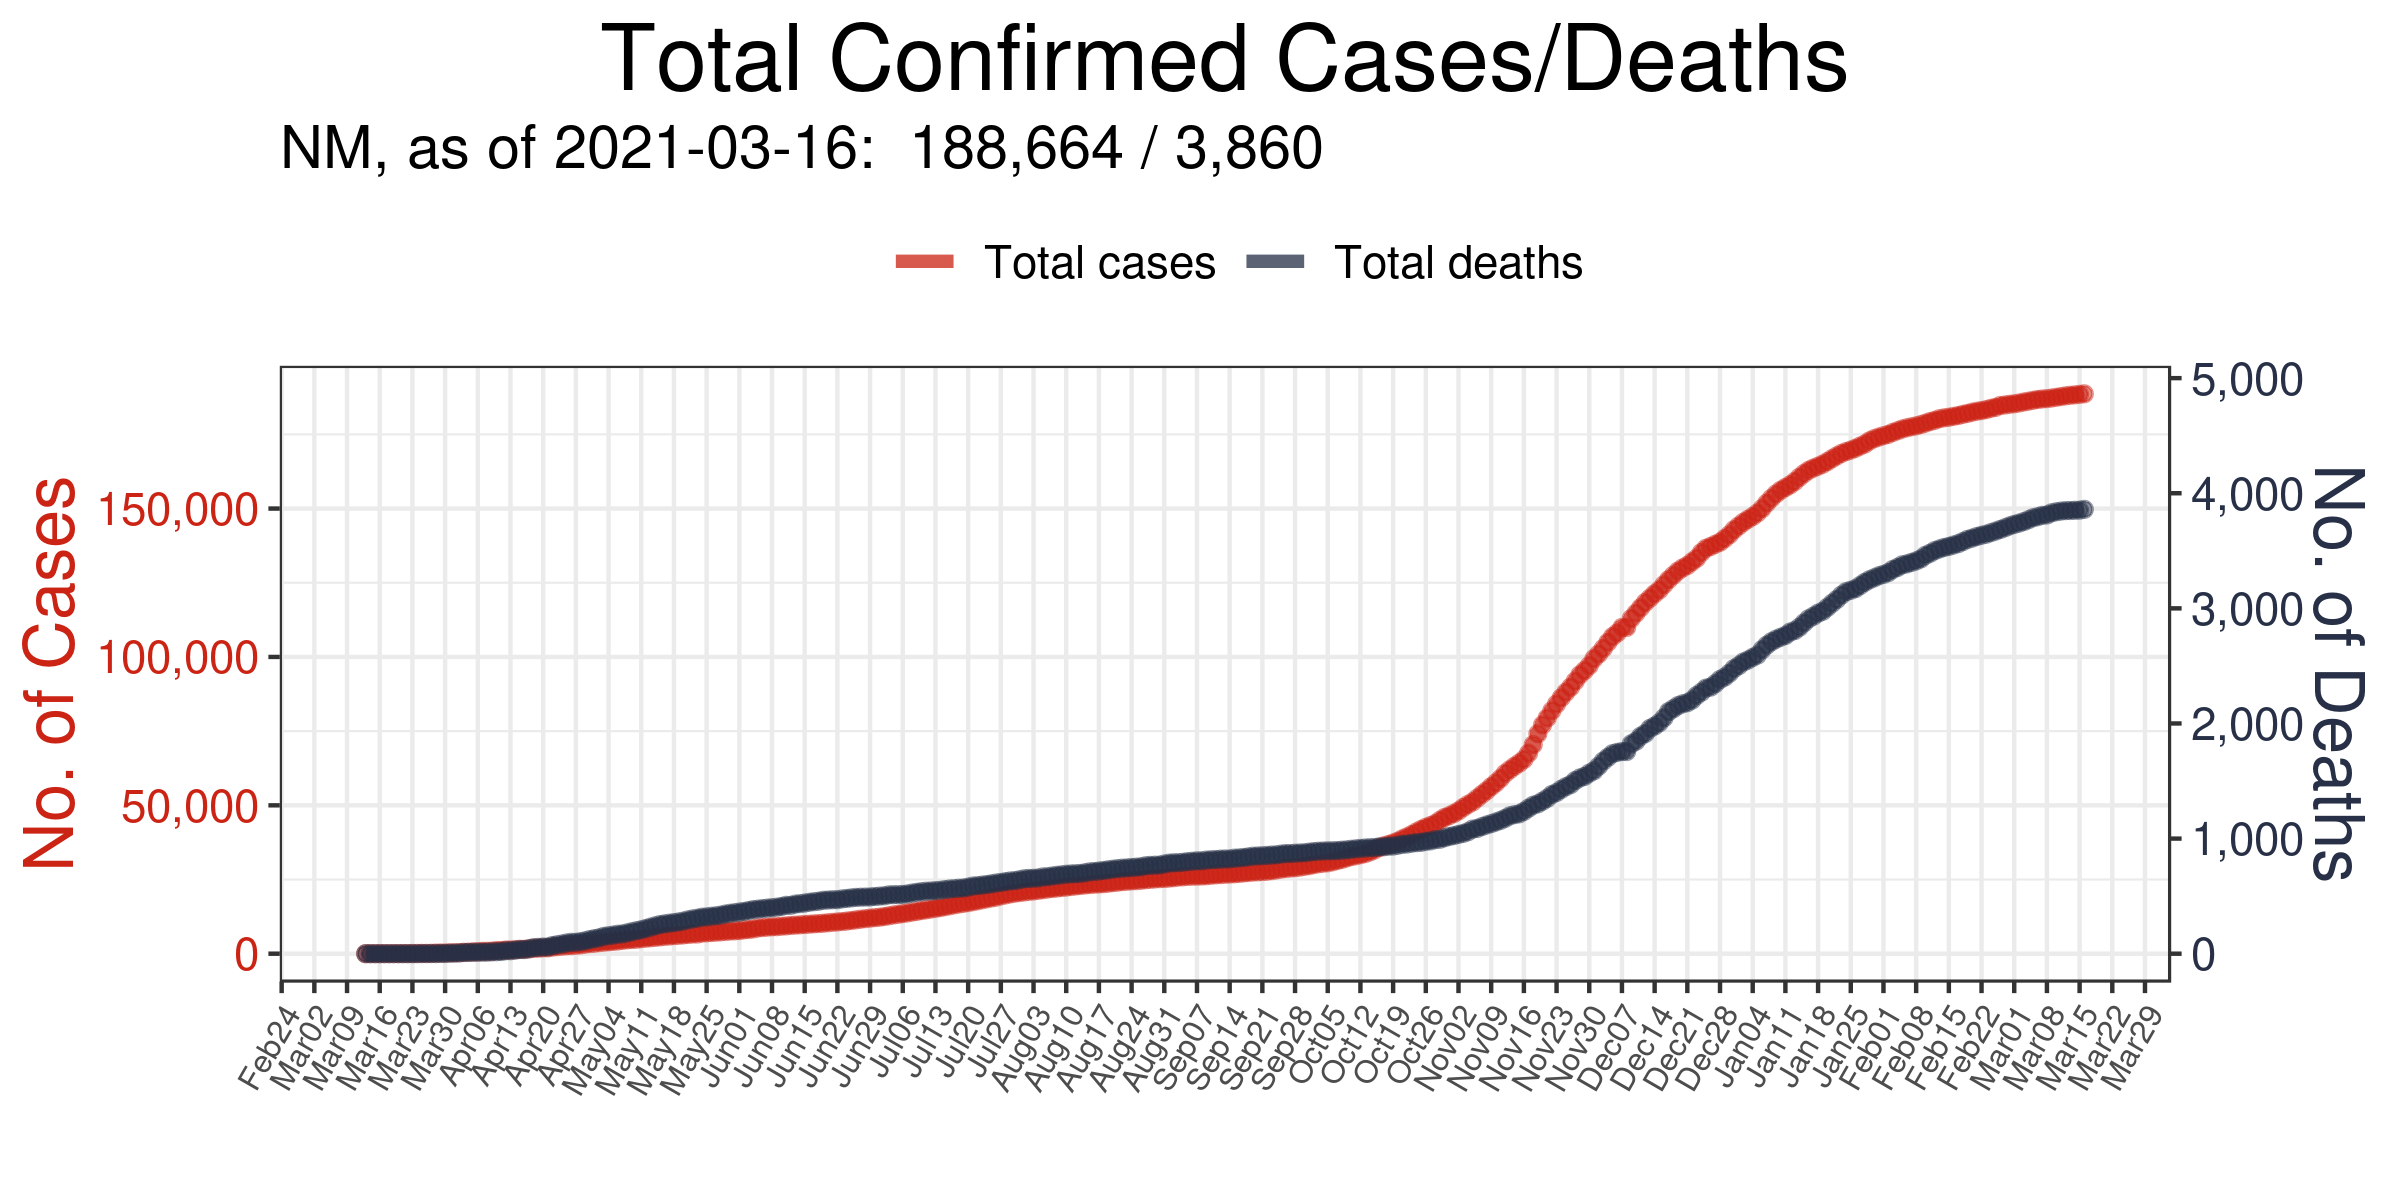 Total Confirmed Cases/Deaths
NM, as of 2021-03-16:  188,664 / 3,860
Total cases
Total deaths
No. of Cases
150,000
100,000
50,000
0
5,000
4,000
3,000
2,000
1,000
0
No. of Deaths
Feb24
Mar02
Mar09
Mar16
Mar23
Mar30
Apr06
Apr13
Apr20
Apr27
May04
May11
May18
May25
Jun01
Jun08
Jun15
Jun22
Jun29
Jul06
Jul13
Jul20
Jul27
Aug03
Aug10
Aug17
Aug24
Aug31
Sep07
Sep14
Sep21
Sep28
Oct05
Oct12
Oct19
Oct26
Nov02
Nov09
Nov16
Nov23
Nov30
Dec07
Dec14
Dec21
Dec28
Jan04
Jan11
Jan18
Jan25
Feb01
Feb08
Feb15
Feb22
Mar01
Mar08
Mar15
Mar22
Mar29